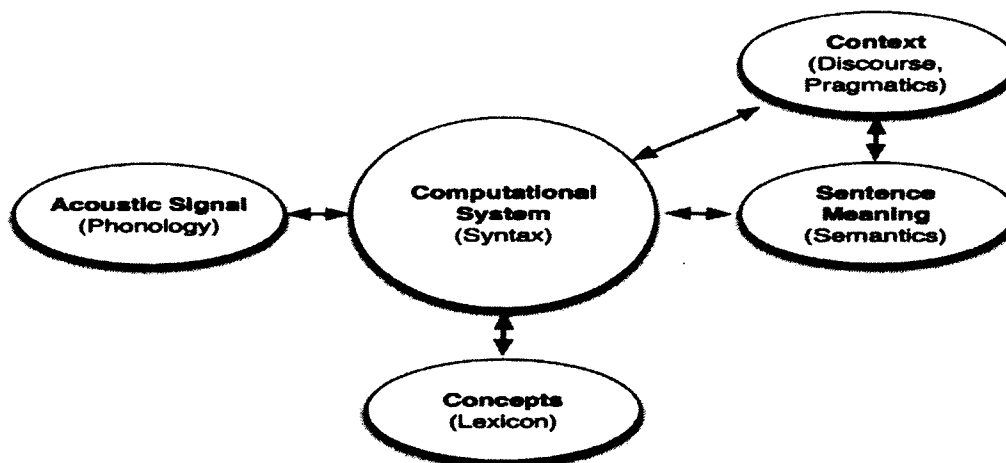 Context
(Discourse,
Pragmatics)
Acoustic Signal
(Phonology)
Computational
System
(Syntax)
Sentence
Meaning
(Semantics)
Concepts
(Lexicon)